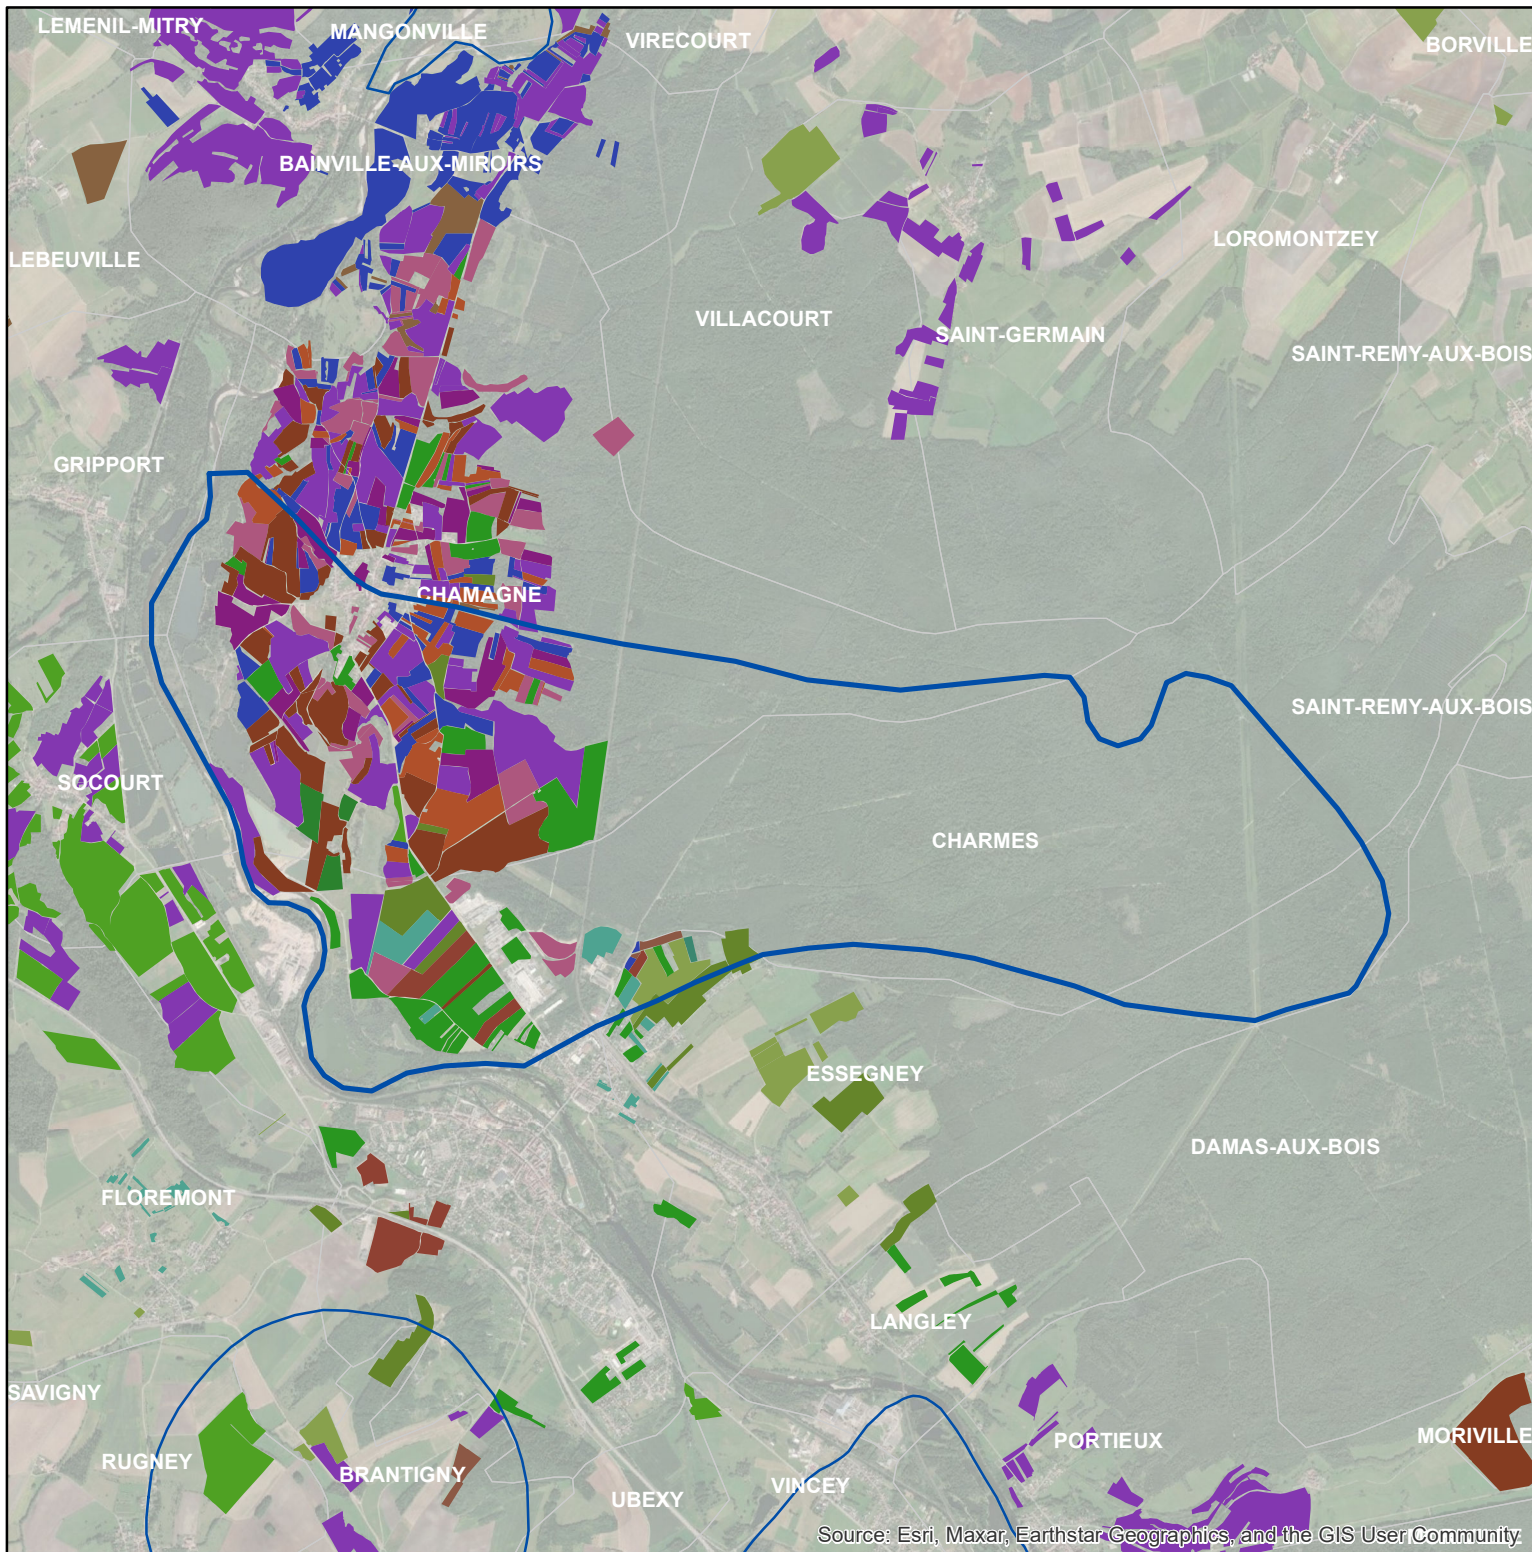 LEMENIL-MITRY
MANGONVILLE
VIRECOURT
BORVILLE
BAINVILLE-AUX-MIROIRS
LOROMONTZEY
LEBEUVILLE
VILLACOURT
SAINT-GERMAIN
SAINT-REMY-AUX-BOIS
GRIPPORT
CHAMAGNE
SAINT-REMY-AUX-BOIS
SOCOURT
CHARMES
ESSEGNEY
DAMAS-AUX-BOIS
FLOREMONT
LANGLEY
SAVIGNY
PORTIEUX
MORIVILLE
RUGNEY
BRANTIGNY
VINCEY
UBEXY
Source: Esri, Maxar, Earthstar Geographics, and the GIS User Community